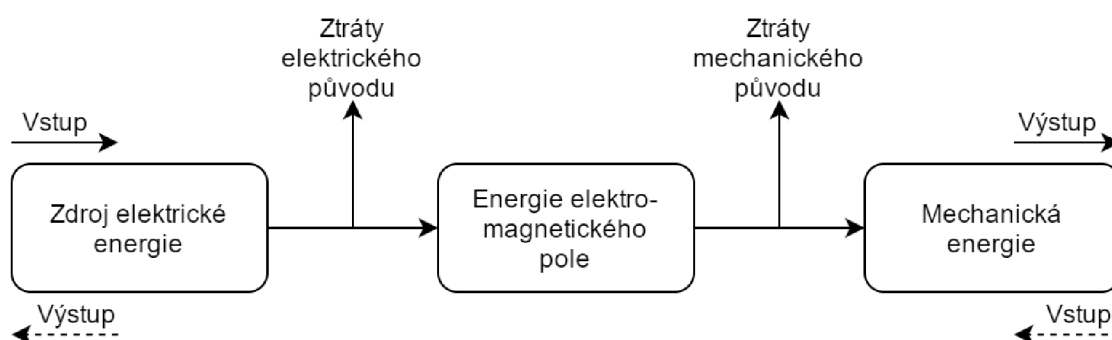 Ztráty
elektrického
původu
Ztráty
mechanického
původu
Vstup
Výstup
Zdroj elektrické
energie
Energie elektro-
magnetického
pole
Mechanická
energie
Výstup
Vstup